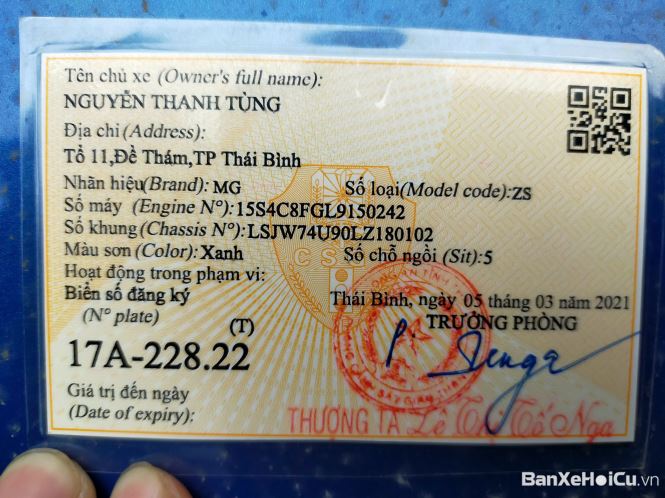 Tên chủ xe (Owner's full name):
NGUYỄN THANH TÙNG
Địa chỉ (Address):
Tổ 11,Đề Thám,TP Thái Bình
Nhãn hiệu(Brand): MG Số loại(Model code):ZS
Số máy (Engine N°):15S4C8FGL9150242
Số khung (Chassis N°):LSJW74U90LZ180102
Màu sơn (Color): Xanh Số chỗ ngồi (Sit):5
Hoạt động trong phạm vi:
Biển số đăng ký Thái Bình, ngày 05 tháng 03 năm 2021
(N° plate) (T) TRƯỞNG PHÒNG
17A-228.22
Giá trị đến ngày
(Date of expiry):
THƯỢNG TÁ Lê Thị Tố Nga
BanXeHoiCu.vn